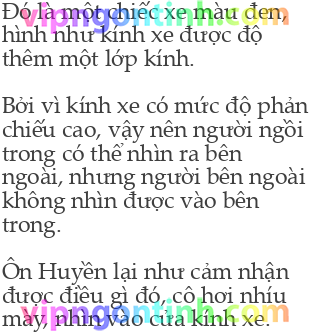 Đó là một chiếc xe màu đen,
hình như kính xe được độ
thêm một lớp kính.
Bởi vì kính xe có mức độ phản
chiếu cao, vậy nên người ngồi
trong có thể nhìn ra bên
ngoài, nhưng người bên ngoài
không nhìn được vào bên
trong.
Ôn Huyền lại như cảm nhận
được điều gì đó, cô hơi nhíu
mày, nhìn vào cửa kính xe.
vipngontinh.com
vipngontinh.com